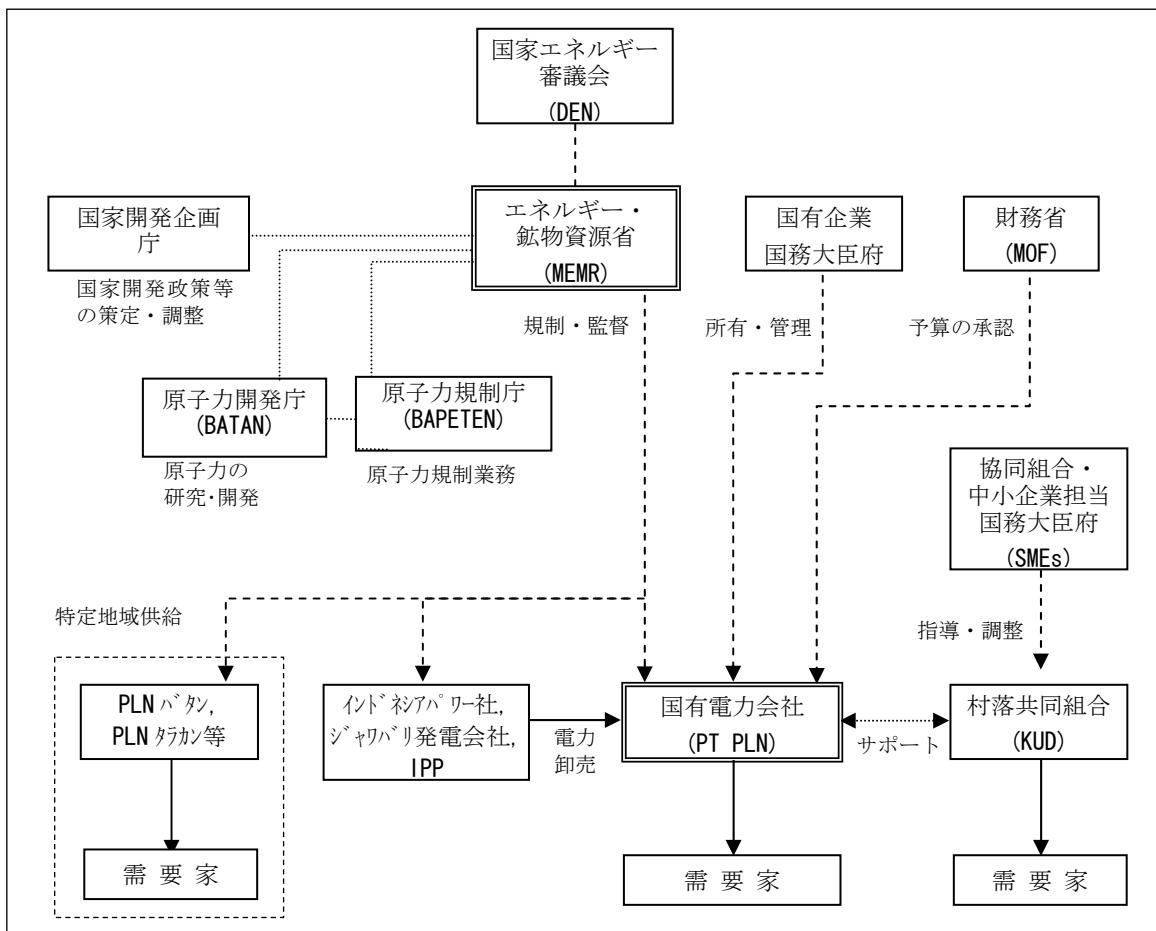 国家エネルギー
審議会
(DEN)
国家開発企画
庁
エネルギー・
鉱物資源省
(MEMR)
国有企業
国務大臣府
財務省
(MOF)
国家開発政策等
の策定・調整
規制・監督
所有・管理
予算の承認
原子力開発庁
(BATAN)
原子力規制庁
(BAPETEN)
原子力の
研究・開発
原子力規制業務
協同組合・
中小企業担当
国務大臣府
(SMEs)
特定地域供給
指導・調整
PLN バタン,
PLN タラカン等
インドネシアパワー社,
ジャワバリ発電会社,
IPP
電力
卸売
国有電力会社
(PT PLN)
サポート
村落共同組合
(KUD)
需 要 家
需 要 家
需 要 家